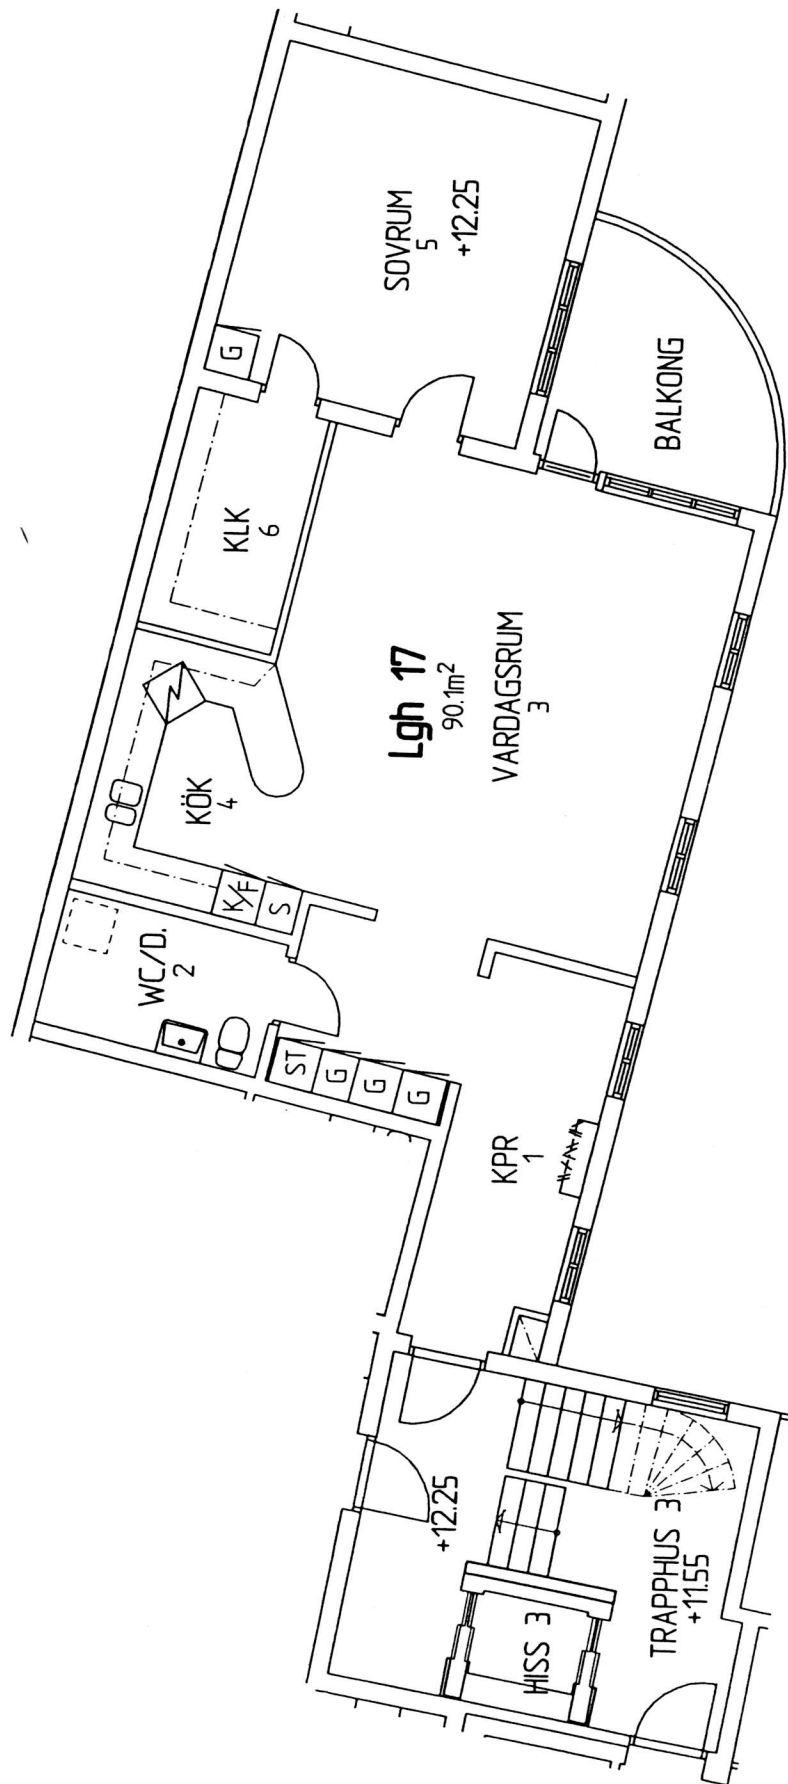 SOVRUM
5
+12.25
G
BALKONG
KLK
6
Lgh 17
90.1m²
VARDAGSRUM
3
KÖK
4
K/F
S
WC/D.
2
ST
G
G
G
KPR
1
+12.25
TRAPPHUS 3
+11.55
HISS 3